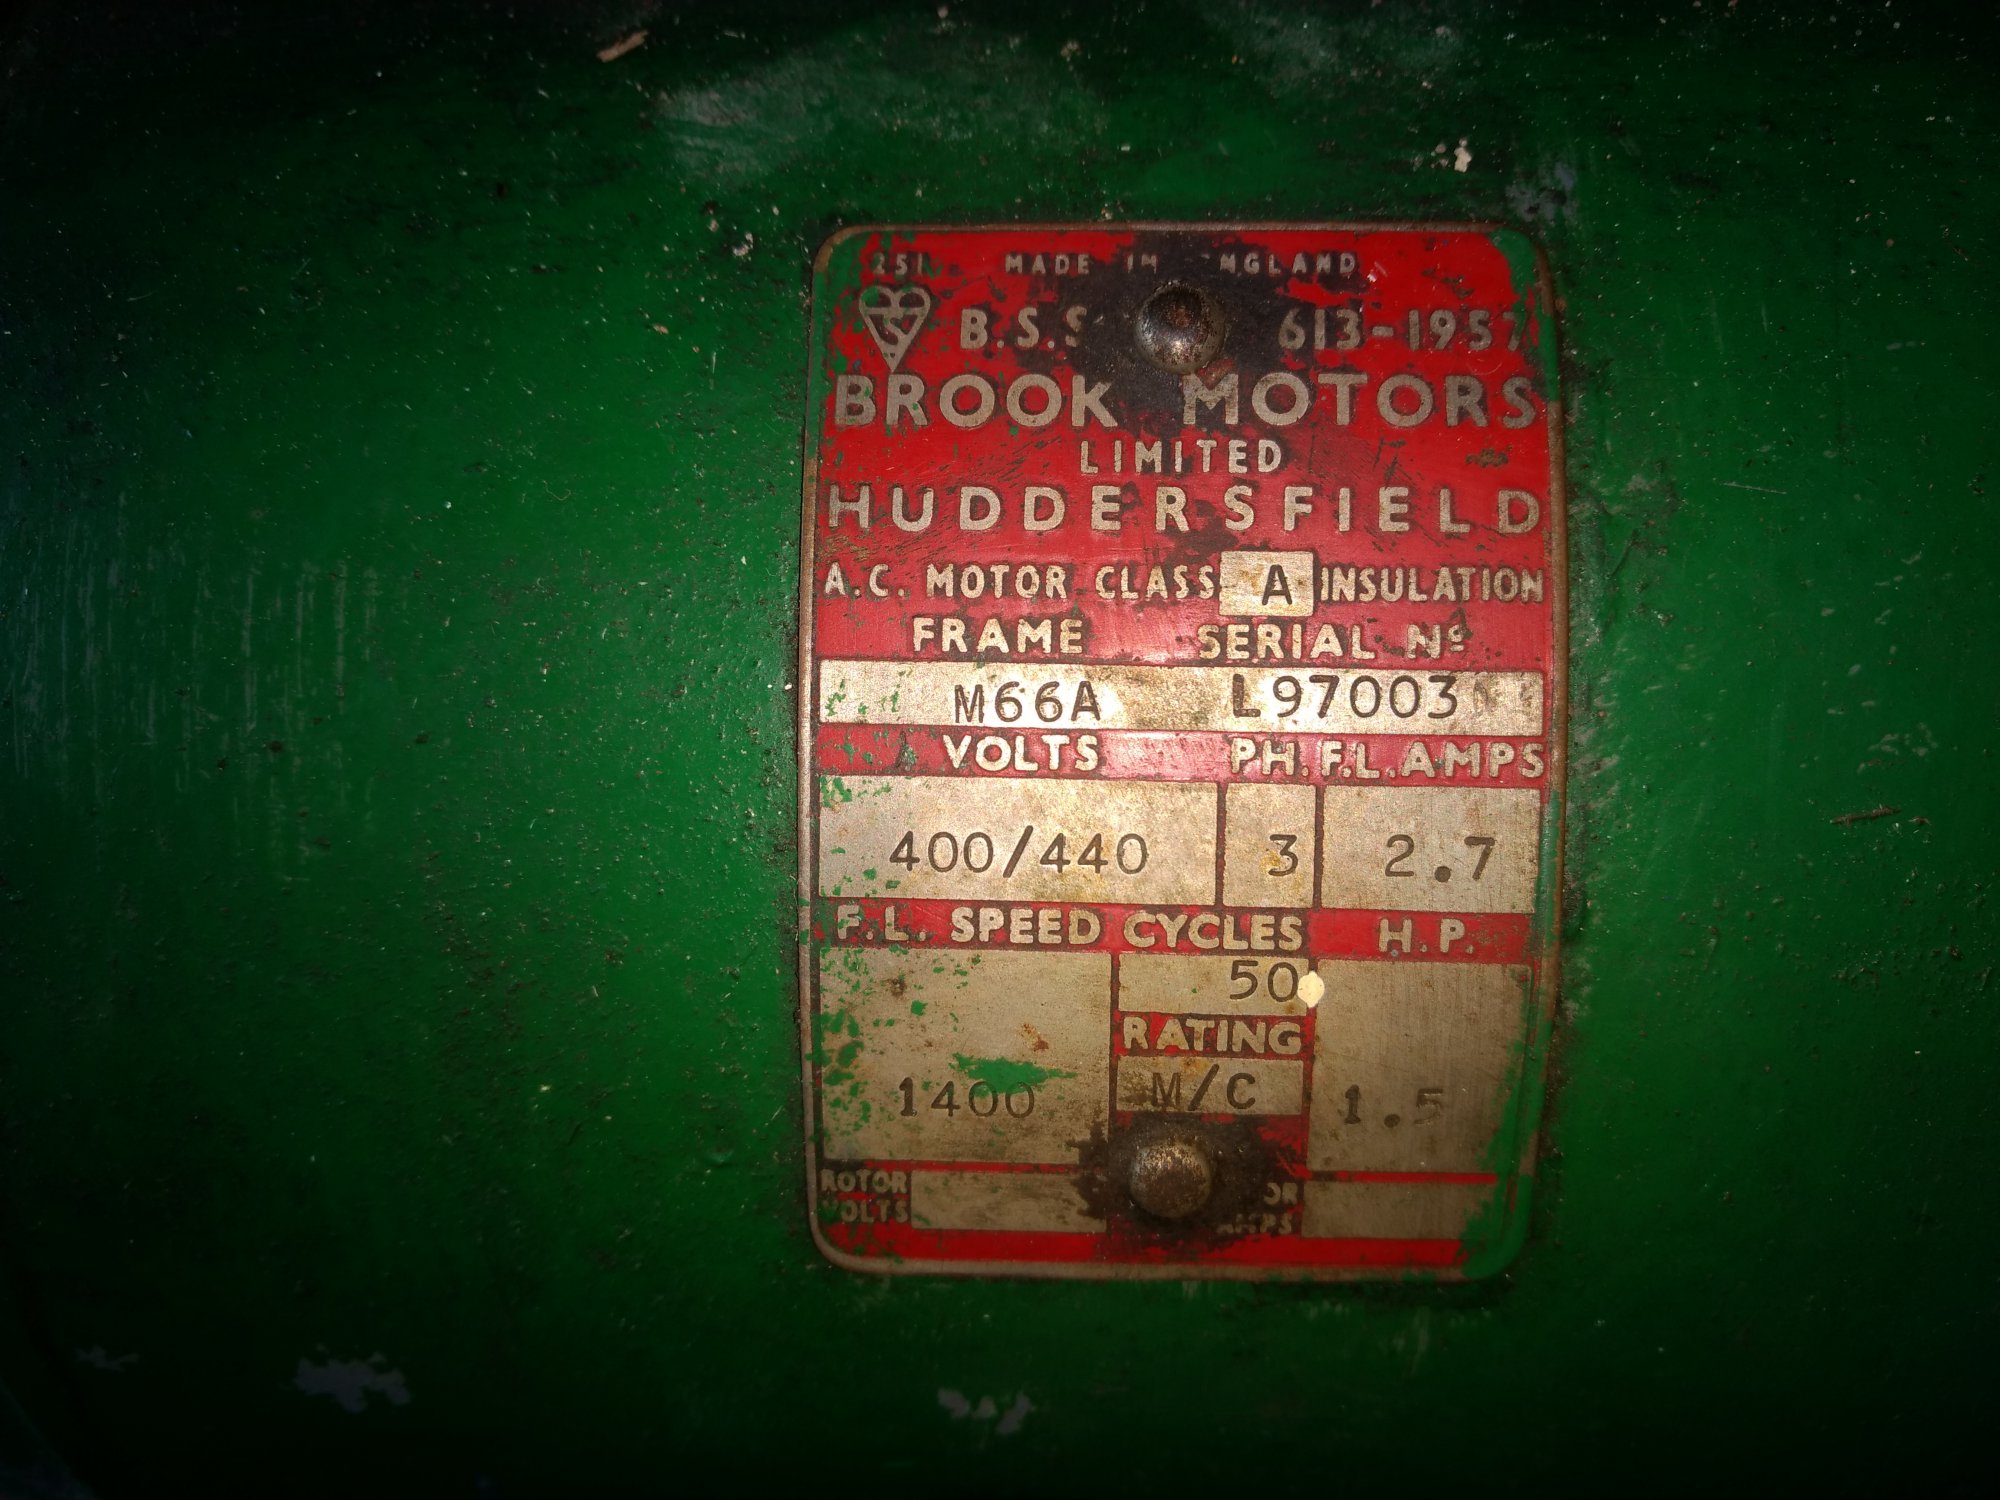 251 MADE IN ENGLAND
B.S.S 613-1957
BROOK MOTORS
LIMITED
HUDDERSFIELD
A.C. MOTOR CLASS A INSULATION
FRAME SERIAL Nº
M66A L97003
VOLTS PH. F.L. AMPS
400/440 3 2.7
F.L. SPEED CYCLES H.P.
50
RATING
1400 M/C 1.5
ROTOR
VOLTS
AMPS